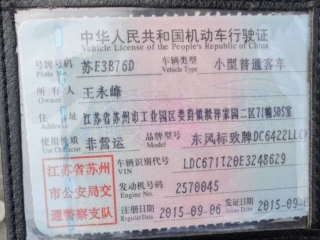 中华人民共和国机动车行驶证
Vehicle License of the People's Republic of China
号牌号码 苏E3B76D 车辆类型 小型普通客车
Plate No. Vehicle Type
所有人 王永峰
住址 江苏省苏州市工业园区娄葑镇群祥家园二区71幢505室
使用性质 非营运 品牌型号 东风标致牌DC6422LLC
Use Character Model
江苏省苏州市公安局交通警察支队
车辆识别代号 LDC671T20E3248629
VIN
发动机号码 2570045
Engine No.
注册日期 2015-09-06 发证日期 2015-09-0
Register Date Issue Date